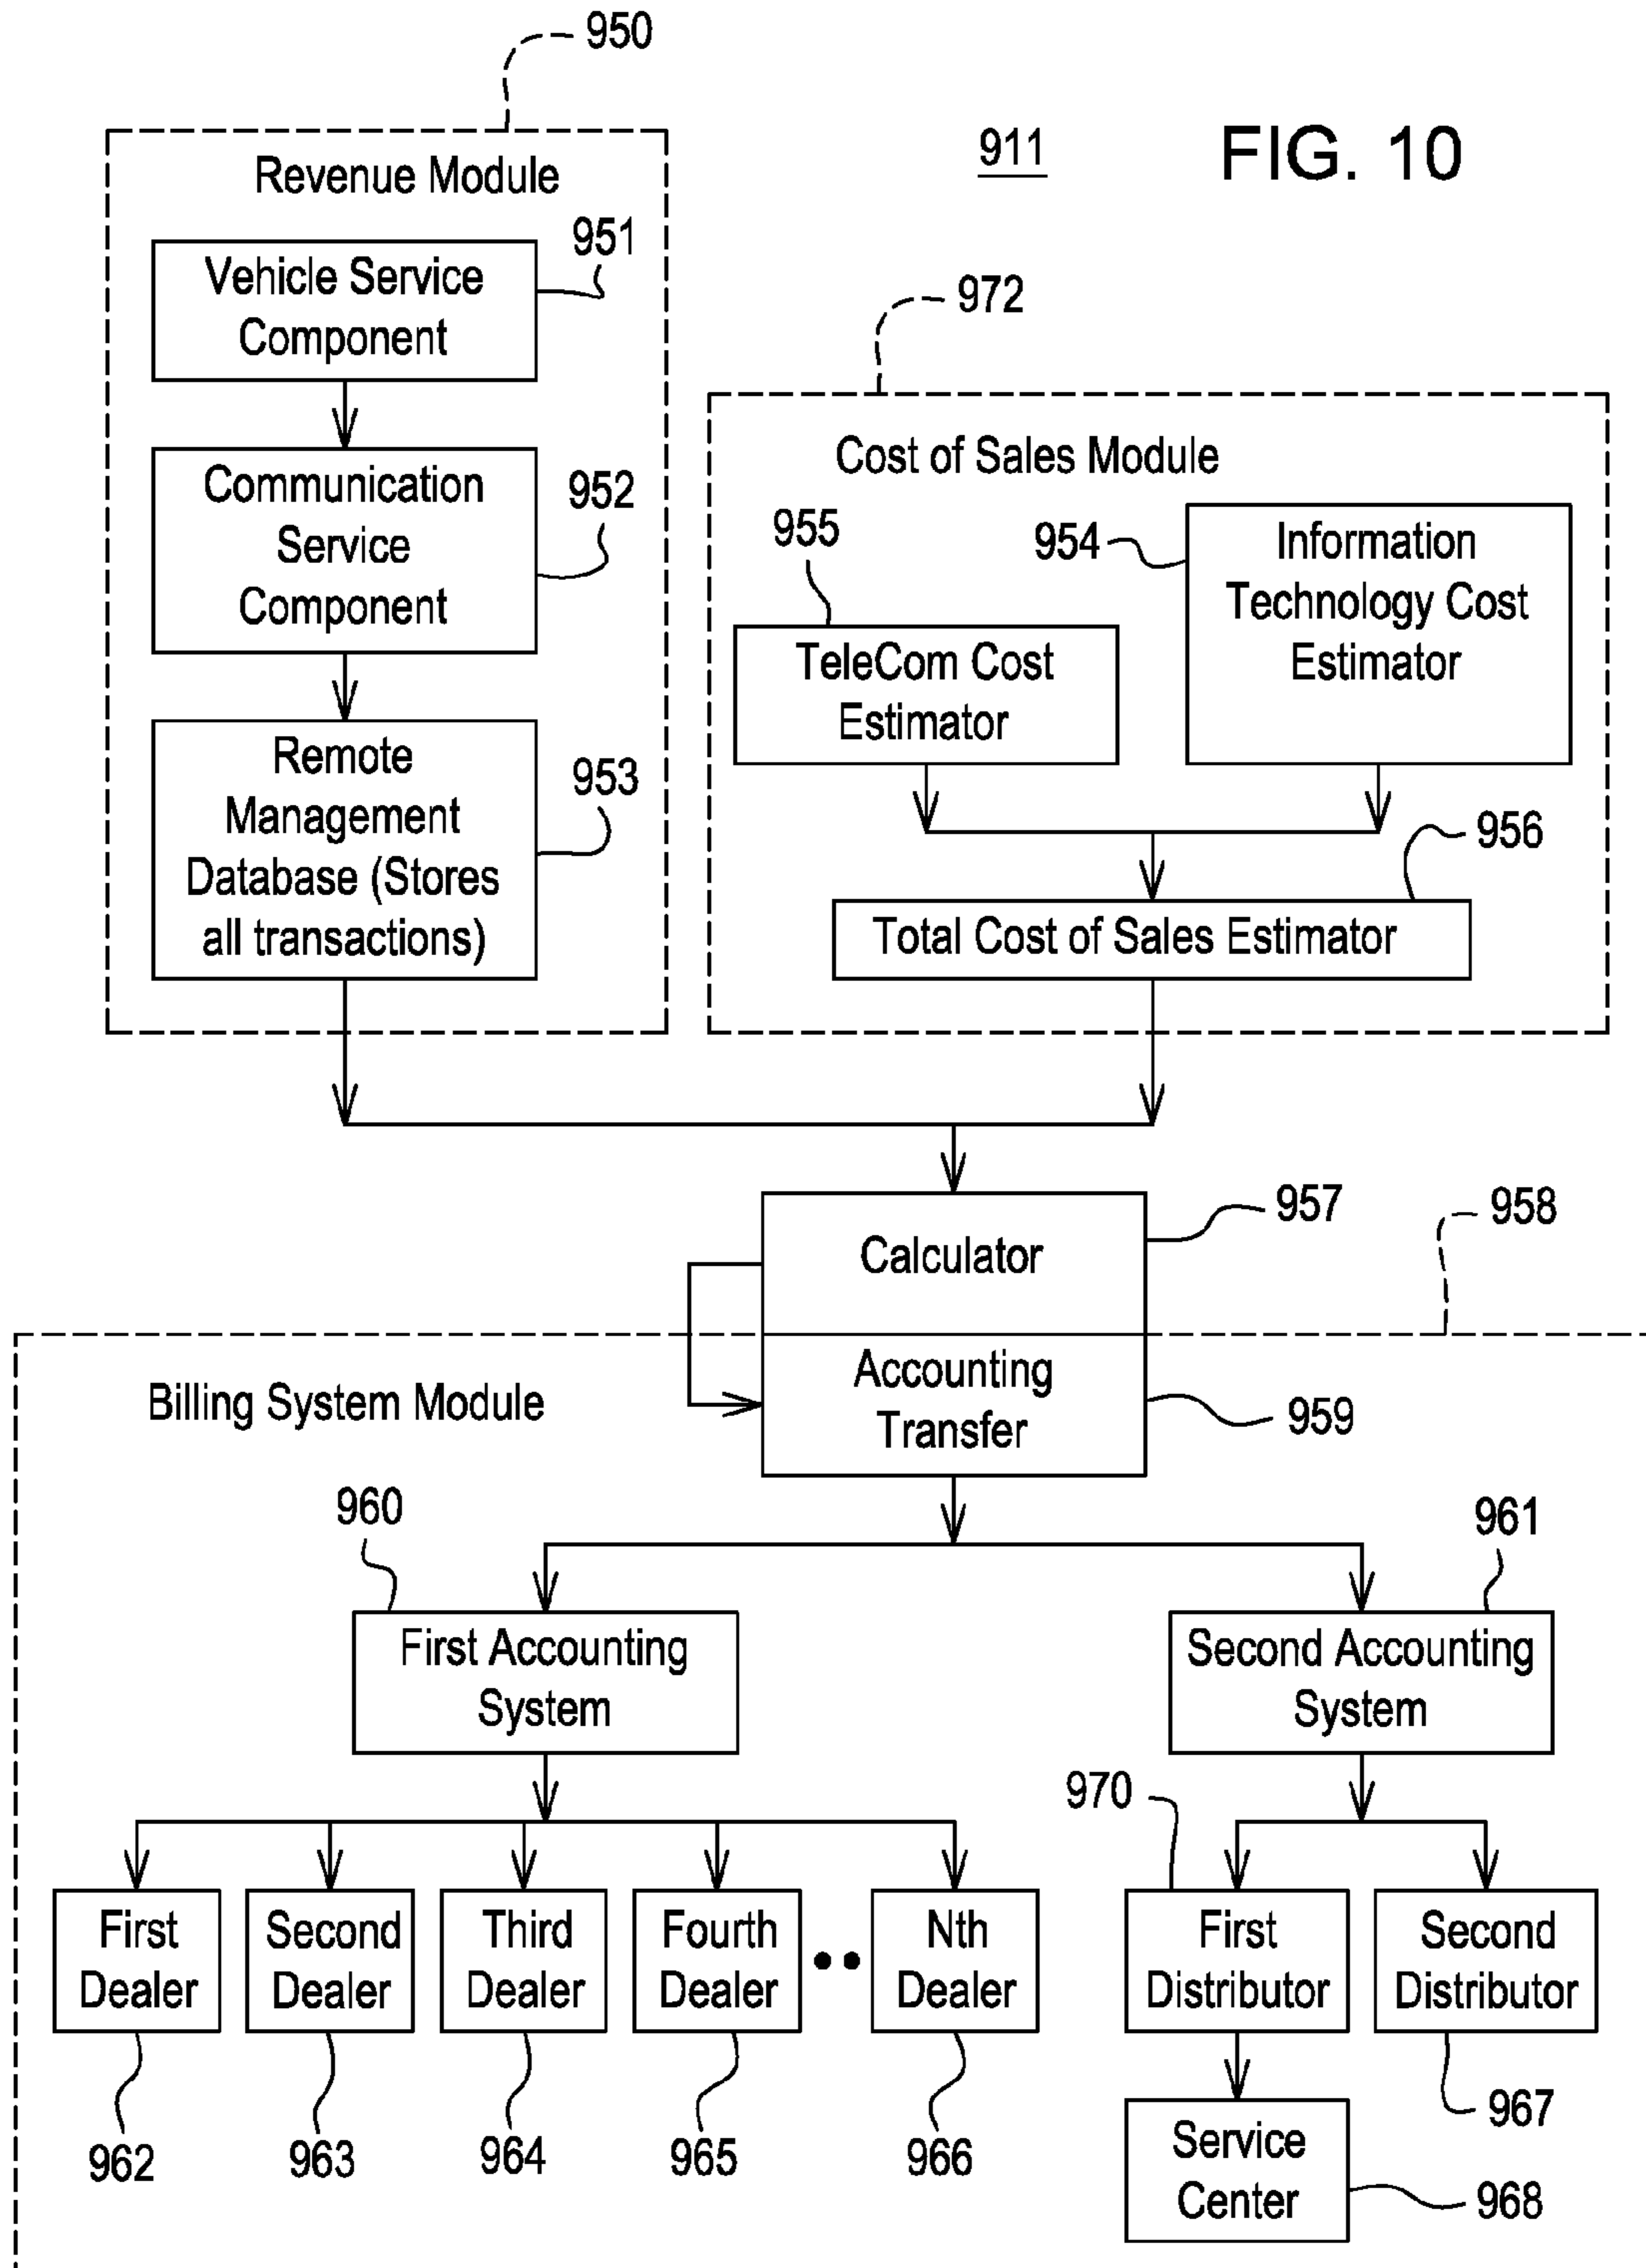 950
911
FIG. 10
Revenue Module
951
Vehicle Service
Component
972
Communication
Service
Component
952
Cost of Sales Module
955
954
Information
Technology Cost
Estimator
TeleCom Cost
Estimator
Remote
Management
Database (Stores
all transactions)
953
956
Total Cost of Sales Estimator
957
958
Calculator
Billing System Module
Accounting
Transfer
959
960
961
First Accounting
System
Second Accounting
System
970
First
Dealer
Second
Dealer
Third
Dealer
Fourth
Dealer
Nth
Dealer
First
Distributor
Second
Distributor
962
963
964
965
966
967
Service
Center
968